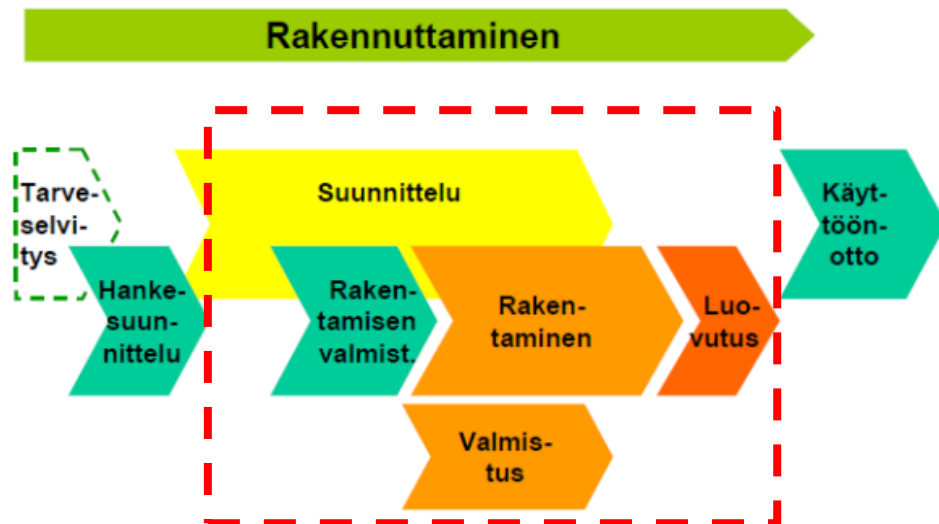 Rakennuttaminen
Tarve-
selvi-
tys
Hanke-
suun-
nittelu
Suunnittelu
Raken-
tamisen
valmist.
Raken-
taminen
Luo-
vutus
Valmis-
tus
Käyt-
töön-
otto